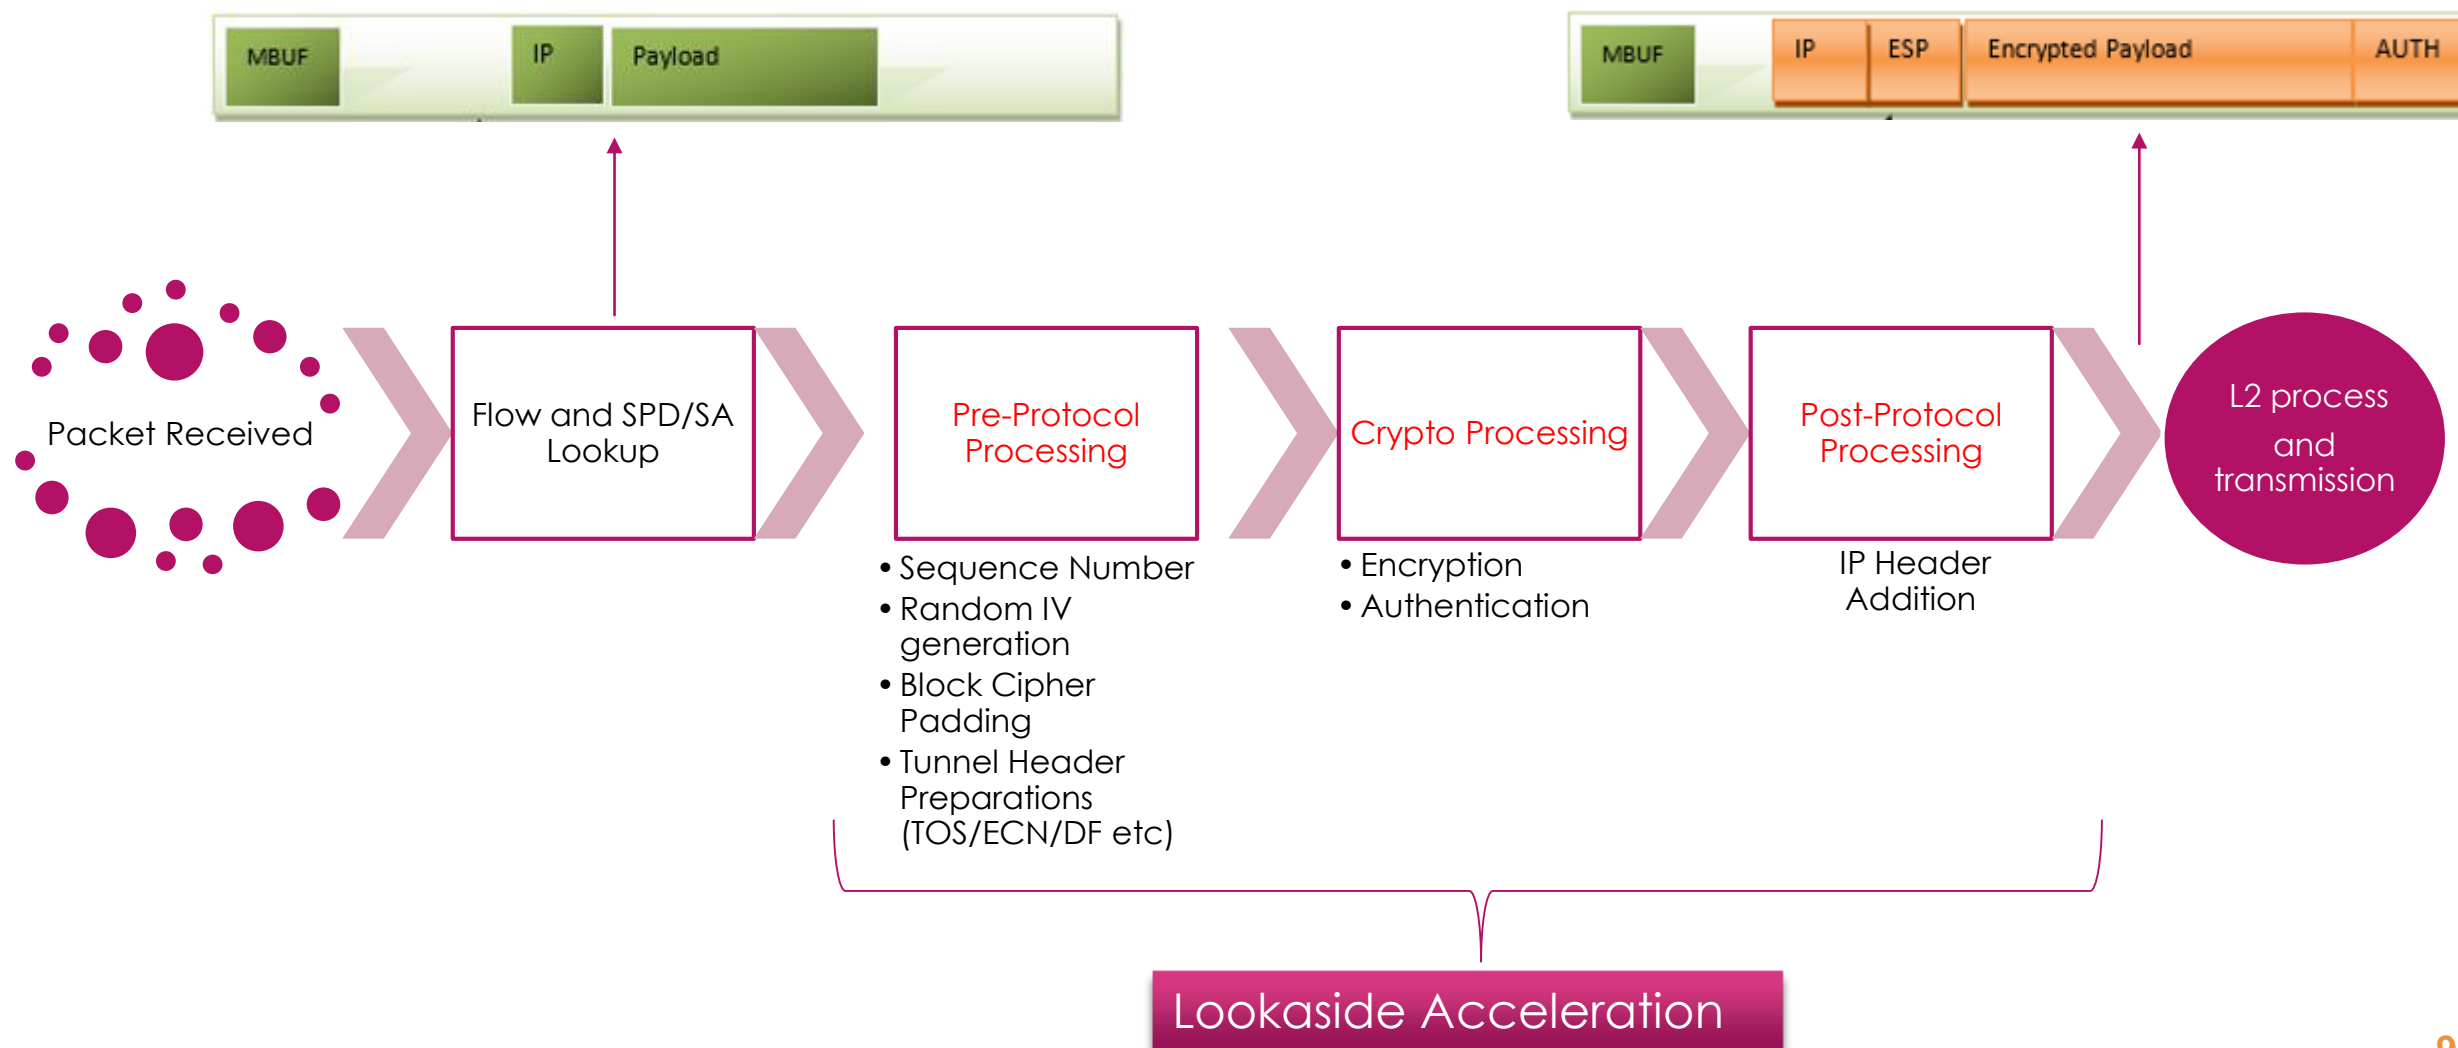 MBUF
IP
Payload
MBUF
IP
ESP
Encrypted Payload
AUTH
Packet Received
Flow and SPD/SA
Lookup
Pre-Protocol
Processing
• Sequence Number
• Random IV
generation
• Block Cipher
Padding
• Tunnel Header
Preparations
(TOS/ECN/DF etc)
Crypto Processing
• Encryption
• Authentication
Post-Protocol
Processing
IP Header
Addition
L2 process
and
transmission
Lookaside Acceleration